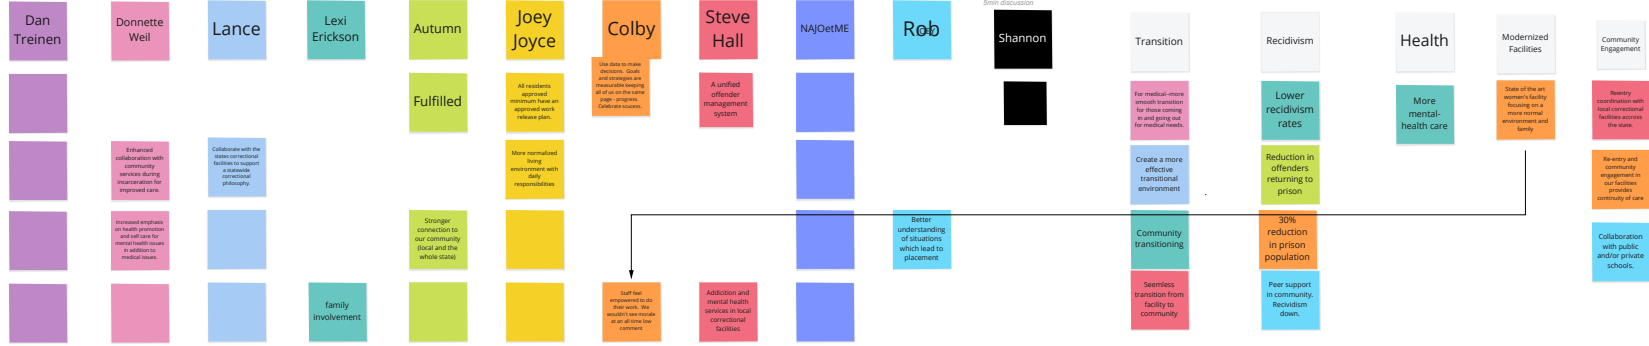 5min discussion
Dan
Treinen
Donnette
Weil
Lance
Lexi
Erickson
Autumn
Joey
Joyce
Colby
Steve
Hall
NAJOetME
Rob
Shannon
Transition
Recidivism
Health
Modernized
Facilities
Community
Engagement
Use data to make
decisions. Goals
and strategies are
measurable keeping
all of us on the same
page - progress.
Celebrate scucess.
Fulfilled
All residents
approved
minimum have an
approved work
release plan.
A unified
offender
management
system
For medical--more
smooth transition
for those coming
in and going out
for medical needs.
Lower
recidivism
rates
More
mental-
health care
State of the art
women's facility
focusing on a
more normal
environment and
family
Reentry
coordination with
local correctional
facilities across
the state.
Enhanced
collaboration with
community
services during
incarceration for
improved care.
Collaborate with the
states correctional
facilities to support
a statewide
correctional
philosophy.
More normalized
living
environment with
daily
responsibilities
Create a more
effective
transitional
environment
Reduction in
offenders
returning to
prison
Re-entry and
community
engagement in
our facilities
provides
continuity of care
Increased emphasis
on health promotion
and self care for
mental health issues
in addition to
medical issues.
Stronger
connection to
our community
(local and the
whole state)
Better
understanding
of situations
which lead to
placement
Community
transitioning
30%
reduction
in prison
population
Collaboration
with public
and/or private
schools.
family
involvement
Staff feel
empowered to do
their work. We
wouldn't see morale
at an all time low
comment
Addicition and
mental health
services in local
correctional
facilities
Seemless
transition from
facility to
community
Peer support
in community.
Recividism
down.